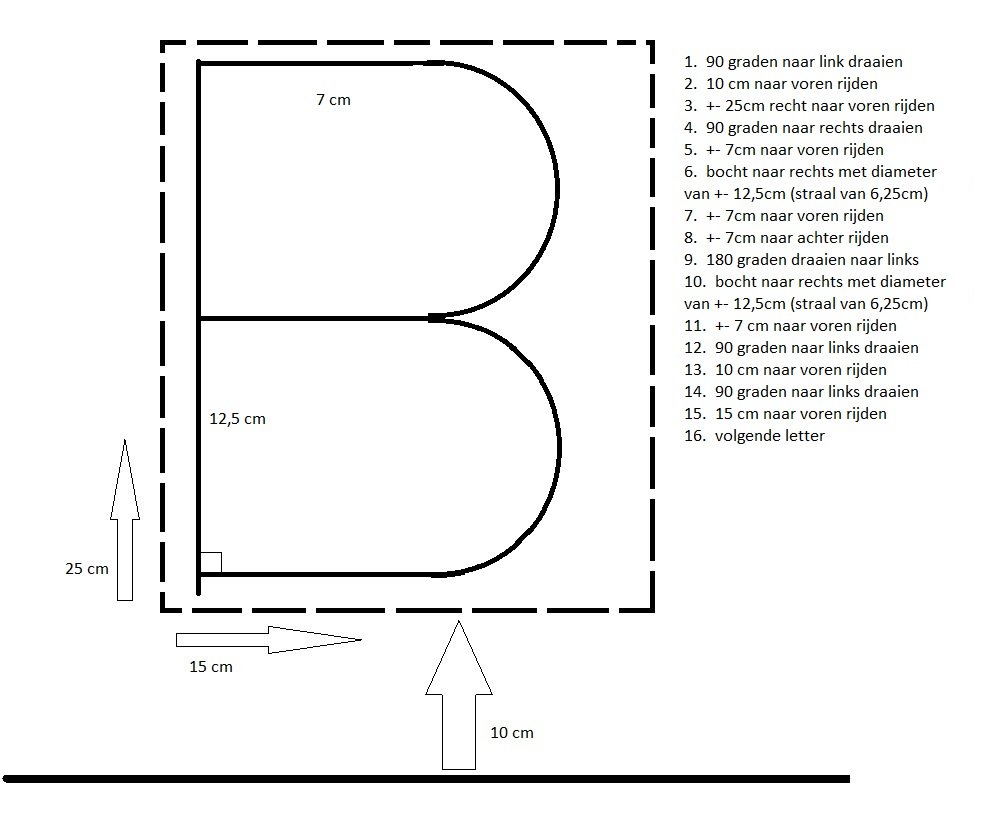 7 cm
12,5 cm
25 cm
15 cm
10 cm
1. 90 graden naar link draaien
2. 10 cm naar voren rijden
3. +- 25cm recht naar voren rijden
4. 90 graden naar rechts draaien
5. +- 7cm naar voren rijden
6. bocht naar rechts met diameter
van +- 12,5cm (straal van 6,25cm)
7. +- 7cm naar voren rijden
8. +- 7cm naar achter rijden
9. 180 graden draaien naar links
10. bocht naar rechts met diameter
van +- 12,5cm (straal van 6,25cm)
11. +- 7 cm naar voren rijden
12. 90 graden naar links draaien
13. 10 cm naar voren rijden
14. 90 graden naar links draaien
15. 15 cm naar voren rijden
16. volgende letter